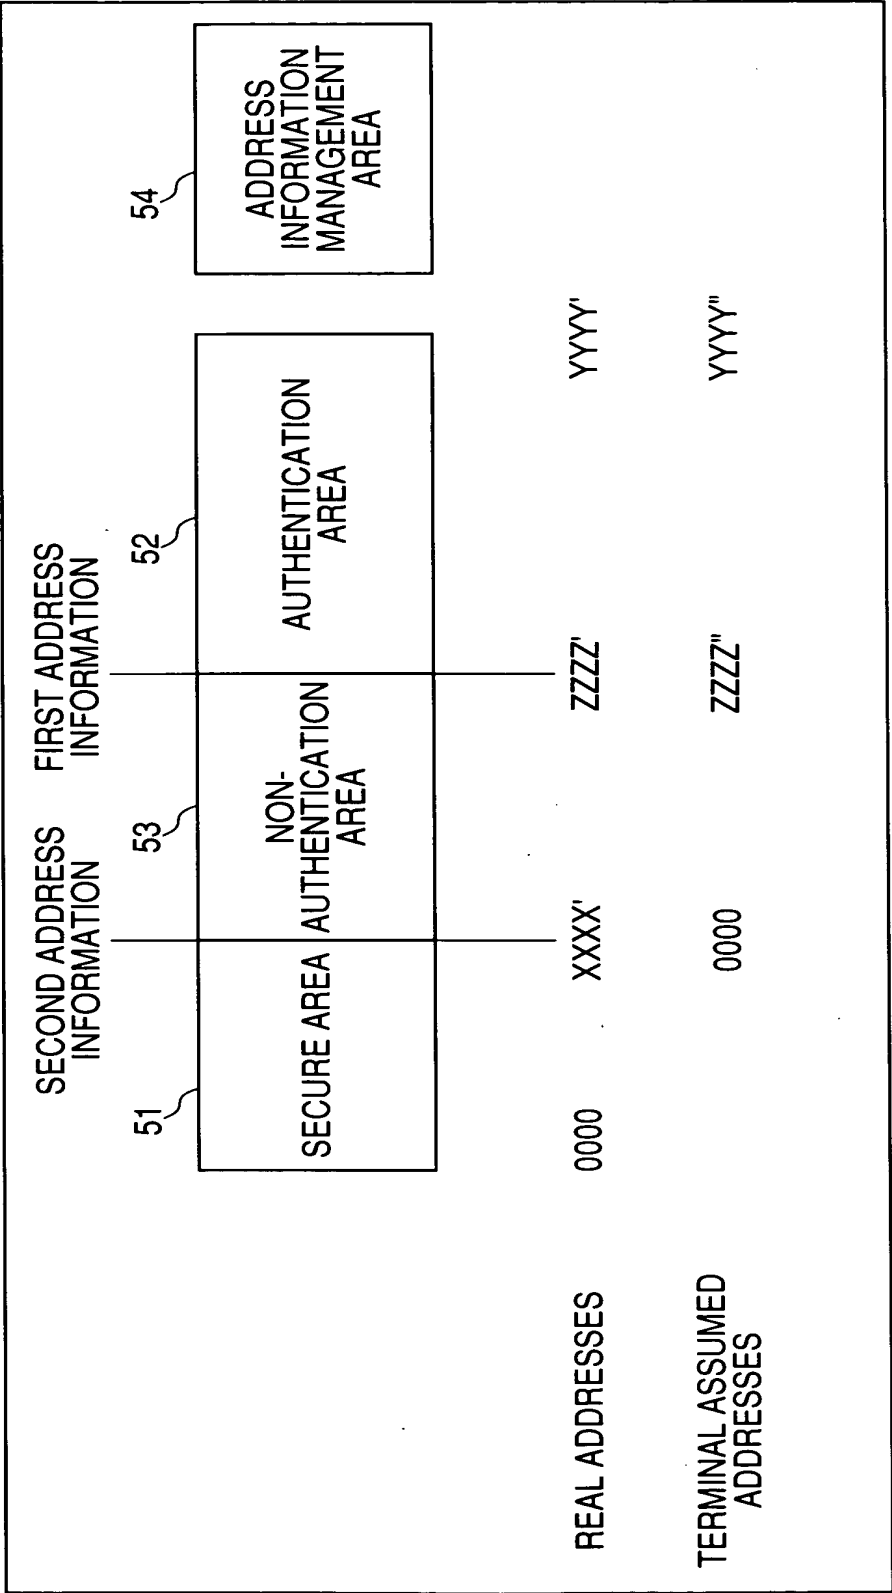 SECOND ADDRESS
INFORMATION
FIRST ADDRESS
INFORMATION
51
53
52
54
SECURE AREA
NON-
AUTHENTICATION
AREA
AUTHENTICATION
AREA
ADDRESS
INFORMATION
MANAGEMENT
AREA
REAL ADDRESSES
0000
XXXX'
ZZZZ'
YYYY'
TERMINAL ASSUMED
ADDRESSES
0000
ZZZZ"
YYYY"